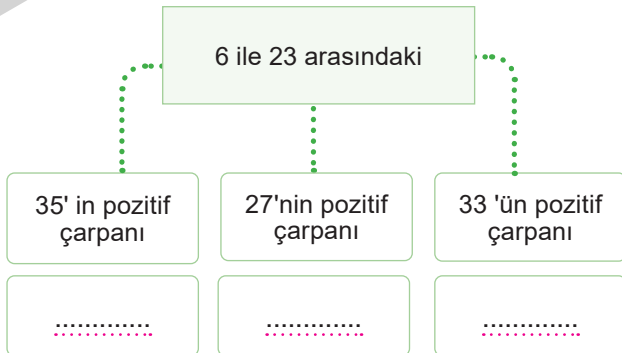 6 ile 23 arasındaki
35' in pozitif
çarpanı
27'nin pozitif
çarpanı
33 'ün pozitif
çarpanı
.............
.............
.............